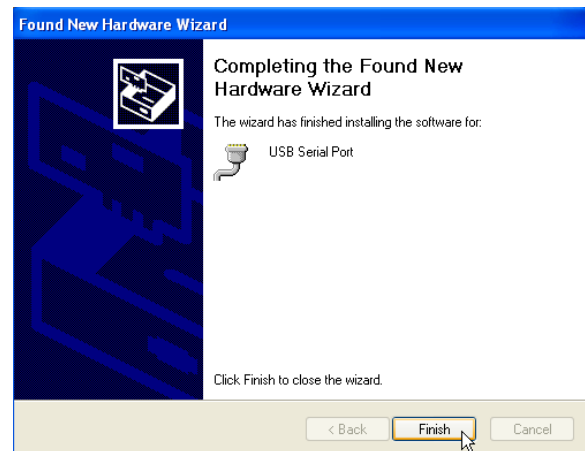 Found New Hardware Wizard
Completing the Found New
Hardware Wizard
The wizard has finished installing the software for:
USB Serial Port
Click Finish to close the wizard.
< Back
Finish
Cancel